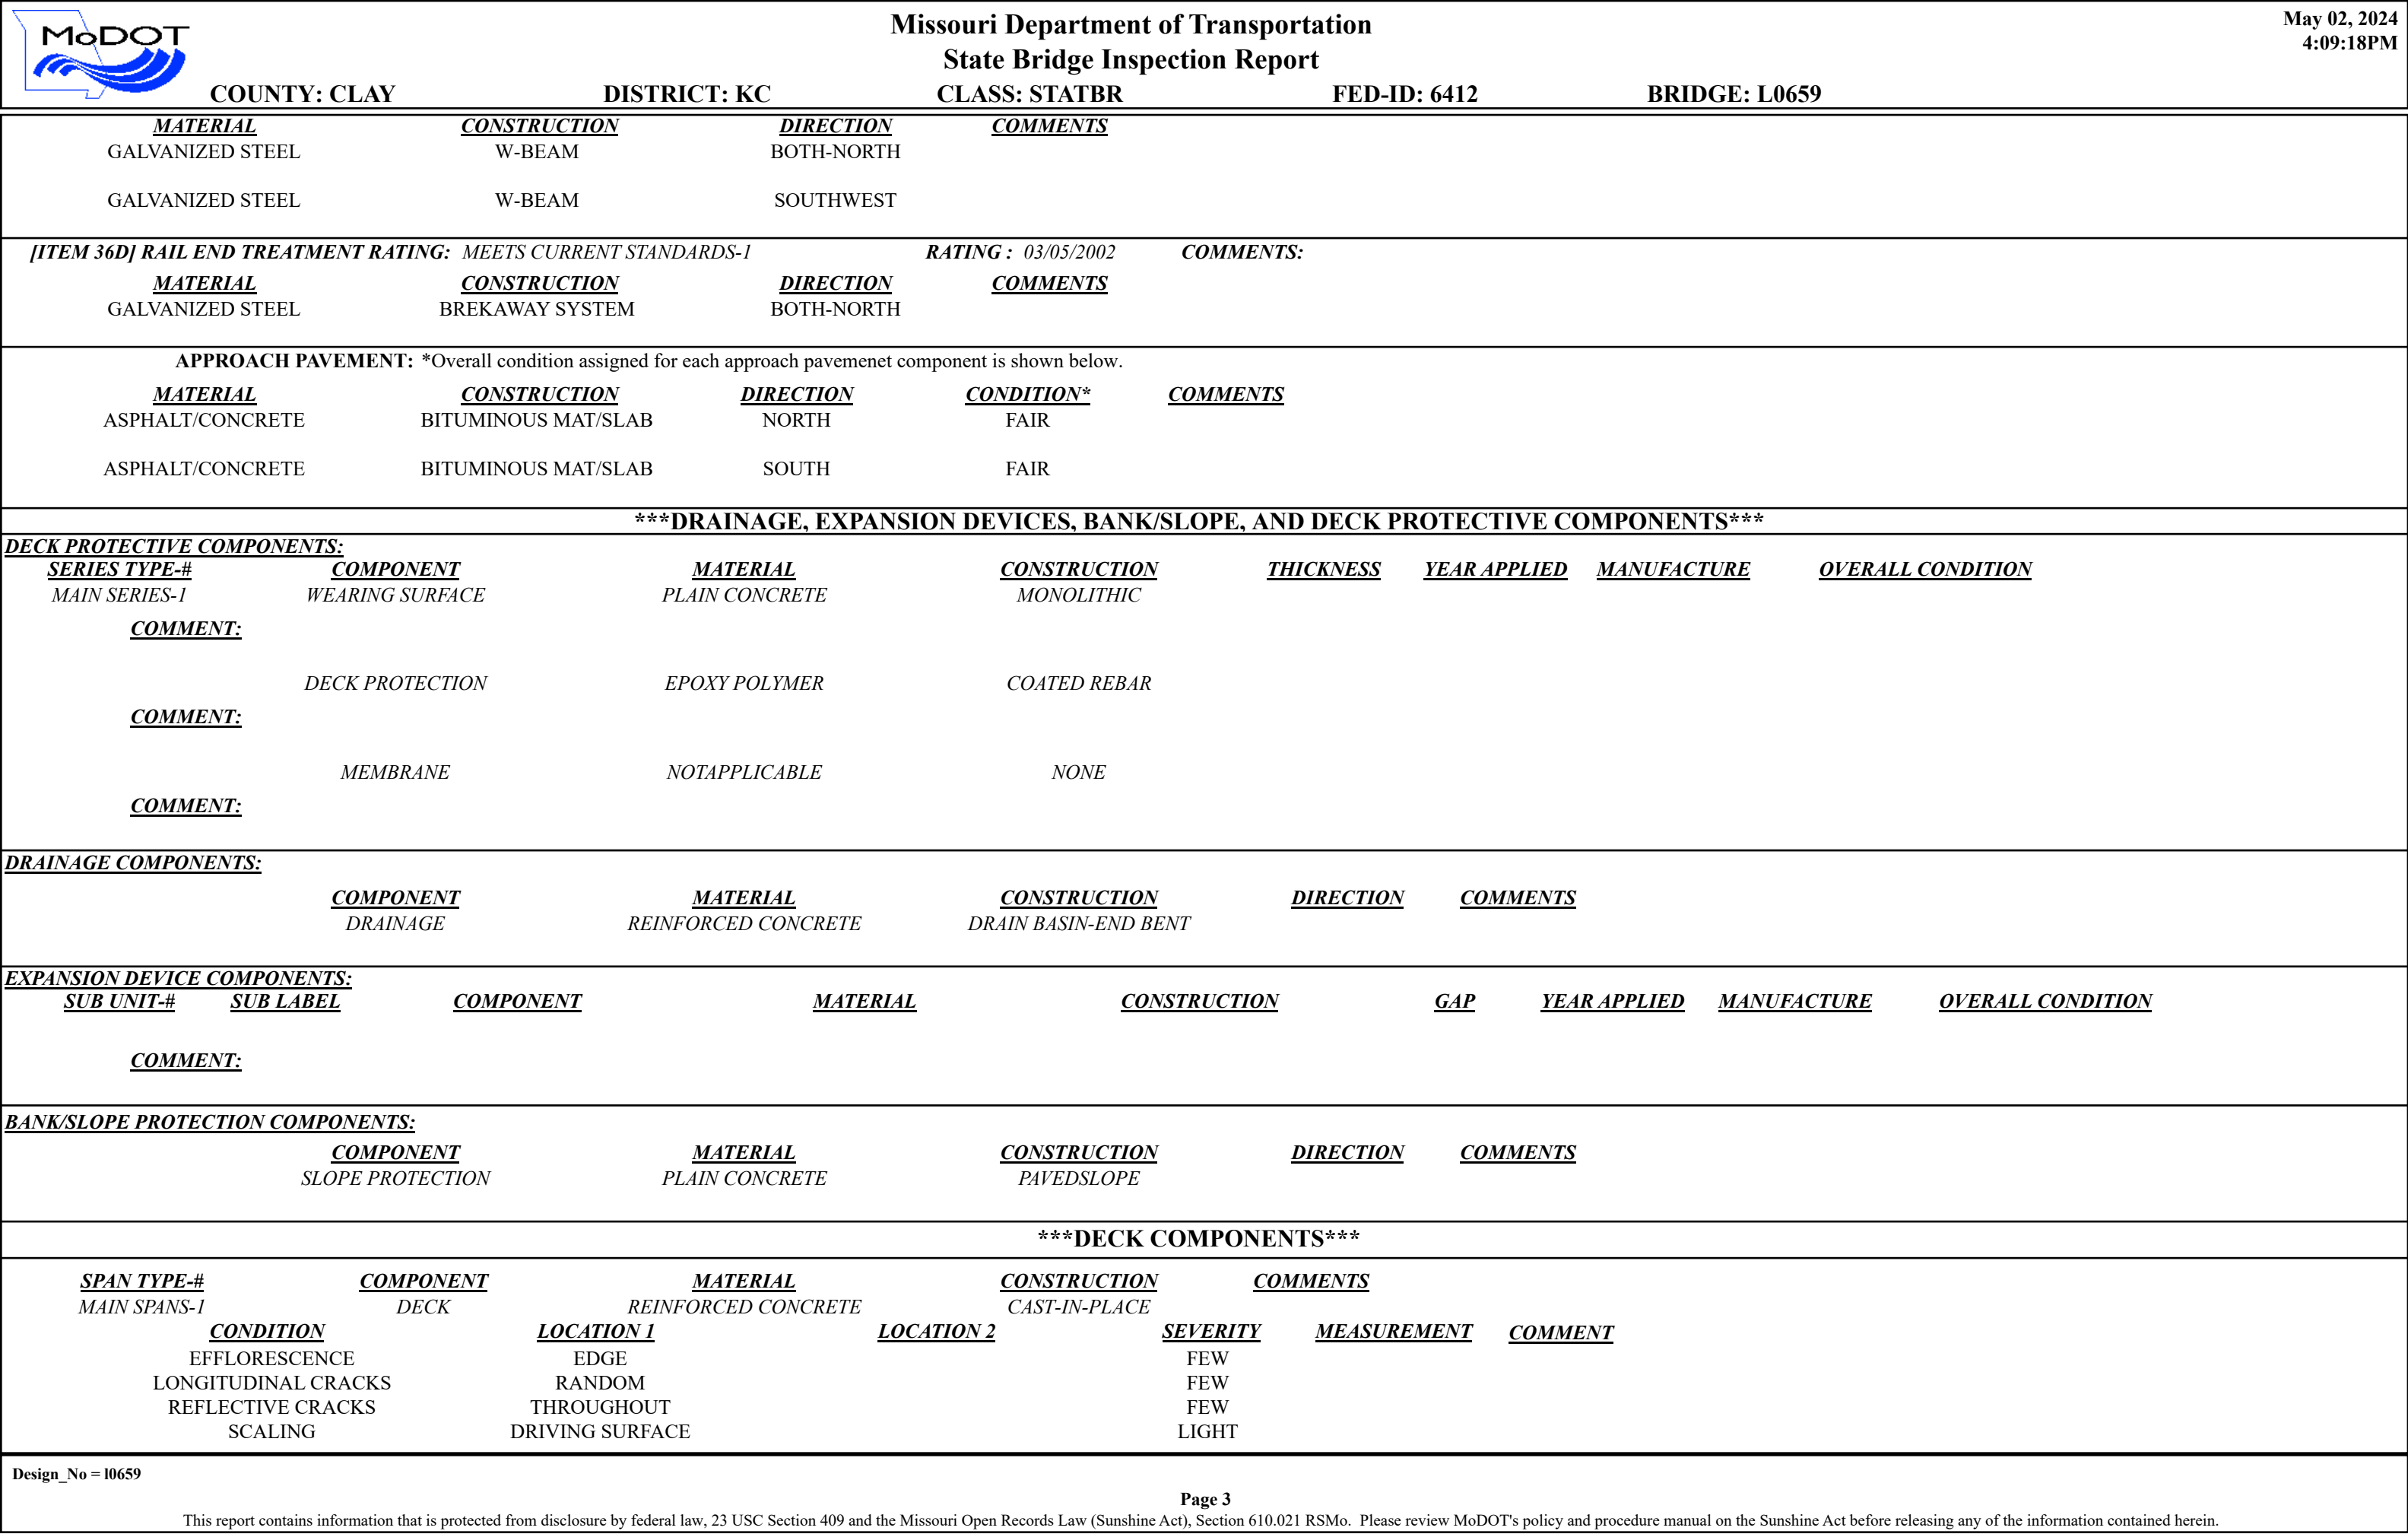 MoDOT
Missouri Department of Transportation
State Bridge Inspection Report
May 02, 2024
4:09:18PM
COUNTY: CLAY DISTRICT: KC CLASS: STATBR FED-ID: 6412 BRIDGE: L0659
MATERIAL CONSTRUCTION DIRECTION COMMENTS
GALVANIZED STEEL W-BEAM BOTH-NORTH
GALVANIZED STEEL W-BEAM SOUTHWEST
[ITEM 36D] RAIL END TREATMENT RATING: MEETS CURRENT STANDARDS-1 RATING : 03/05/2002 COMMENTS:
MATERIAL CONSTRUCTION DIRECTION COMMENTS
GALVANIZED STEEL BREKAWAY SYSTEM BOTH-NORTH
APPROACH PAVEMENT: *Overall condition assigned for each approach pavemenet component is shown below.
MATERIAL CONSTRUCTION DIRECTION CONDITION* COMMENTS
ASPHALT/CONCRETE BITUMINOUS MAT/SLAB NORTH FAIR
ASPHALT/CONCRETE BITUMINOUS MAT/SLAB SOUTH FAIR
***DRAINAGE, EXPANSION DEVICES, BANK/SLOPE, AND DECK PROTECTIVE COMPONENTS***
DECK PROTECTIVE COMPONENTS:
SERIES TYPE-# COMPONENT MATERIAL CONSTRUCTION THICKNESS YEAR APPLIED MANUFACTURE OVERALL CONDITION
MAIN SERIES-1 WEARING SURFACE PLAIN CONCRETE MONOLITHIC
COMMENT:
DECK PROTECTION EPOXY POLYMER COATED REBAR
COMMENT:
MEMBRANE NOTAPPLICABLE NONE
COMMENT:
DRAINAGE COMPONENTS:
COMPONENT MATERIAL CONSTRUCTION DIRECTION COMMENTS
DRAINAGE REINFORCED CONCRETE DRAIN BASIN-END BENT
EXPANSION DEVICE COMPONENTS:
SUB UNIT-# SUB LABEL COMPONENT MATERIAL CONSTRUCTION GAP YEAR APPLIED MANUFACTURE OVERALL CONDITION
COMMENT:
BANK/SLOPE PROTECTION COMPONENTS:
COMPONENT MATERIAL CONSTRUCTION DIRECTION COMMENTS
SLOPE PROTECTION PLAIN CONCRETE PAVEDSLOPE
***DECK COMPONENTS***
SPAN TYPE-# COMPONENT MATERIAL CONSTRUCTION COMMENTS
MAIN SPANS-1 DECK REINFORCED CONCRETE CAST-IN-PLACE
CONDITION LOCATION 1 LOCATION 2 SEVERITY MEASUREMENT COMMENT
EFFLORESCENCE EDGE FEW
LONGITUDINAL CRACKS RANDOM FEW
REFLECTIVE CRACKS THROUGHOUT FEW
SCALING DRIVING SURFACE LIGHT
Design_No = l0659
Page 3
This report contains information that is protected from disclosure by federal law, 23 USC Section 409 and the Missouri Open Records Law (Sunshine Act), Section 610.021 RSMo. Please review MoDOT's policy and procedure manual on the Sunshine Act before releasing any of the information contained herein.